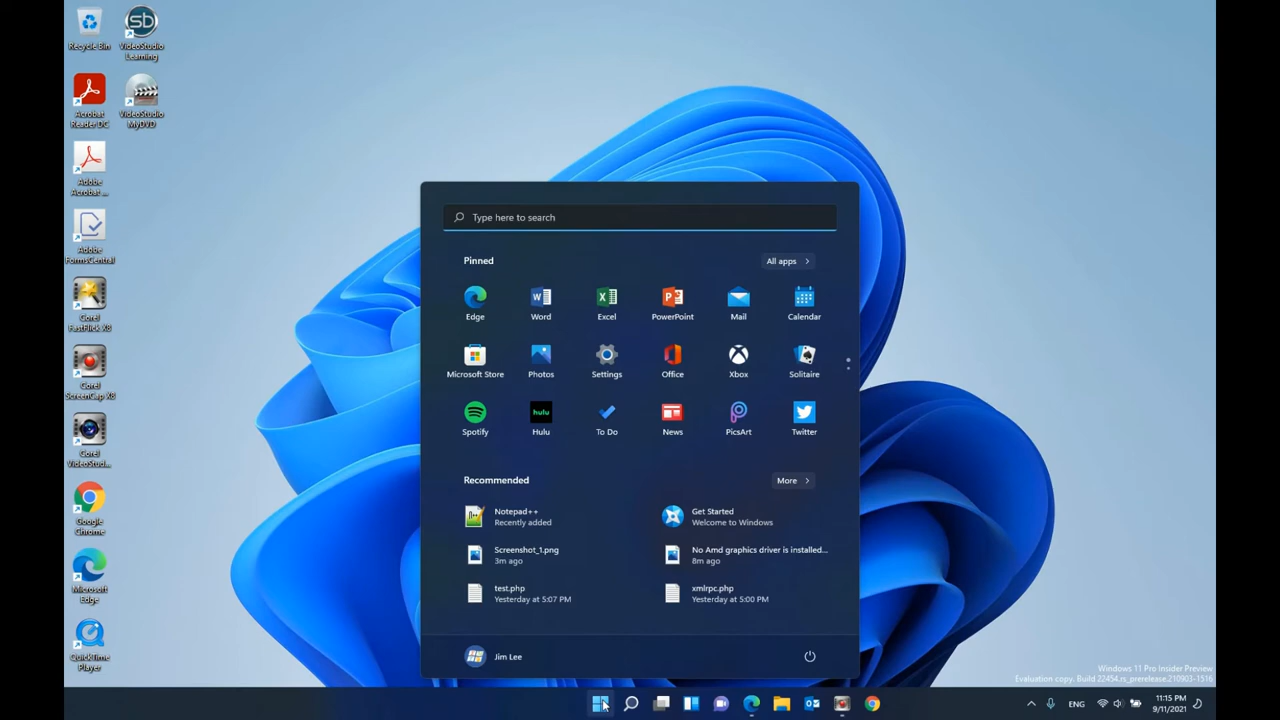 Recycle Bin
VideoStudio
Learning
Acrobat
Reader DC
VideoStudio
MyDVD
Adobe
Acrobat ...
Adobe
FormsCentral
Corel
FastFlick X8
Corel
ScreenCap X8
Corel
VideoStud...
Google
Chrome
Microsoft
Edge
QuickTime
Player
Type here to search
Pinned
All apps
Edge
Word
Excel
PowerPoint
Mail
Calendar
Microsoft Store
Photos
Settings
Office
Xbox
Solitaire
Spotify
hulu
Hulu
To Do
News
PicsArt
Twitter
Recommended
More
Notepad++
Recently added
Get Started
Welcome to Windows
Screenshot_1.png
3m ago
No Amd graphics driver is installed...
8m ago
test.php
Yesterday at 5:07 PM
xmlrpc.php
Yesterday at 5:00 PM
Jim Lee
Windows 11 Pro Insider Preview
Evaluation copy. Build 22454.rs_prerelease.210903-1516
ENG
11:15 PM
9/11/2021